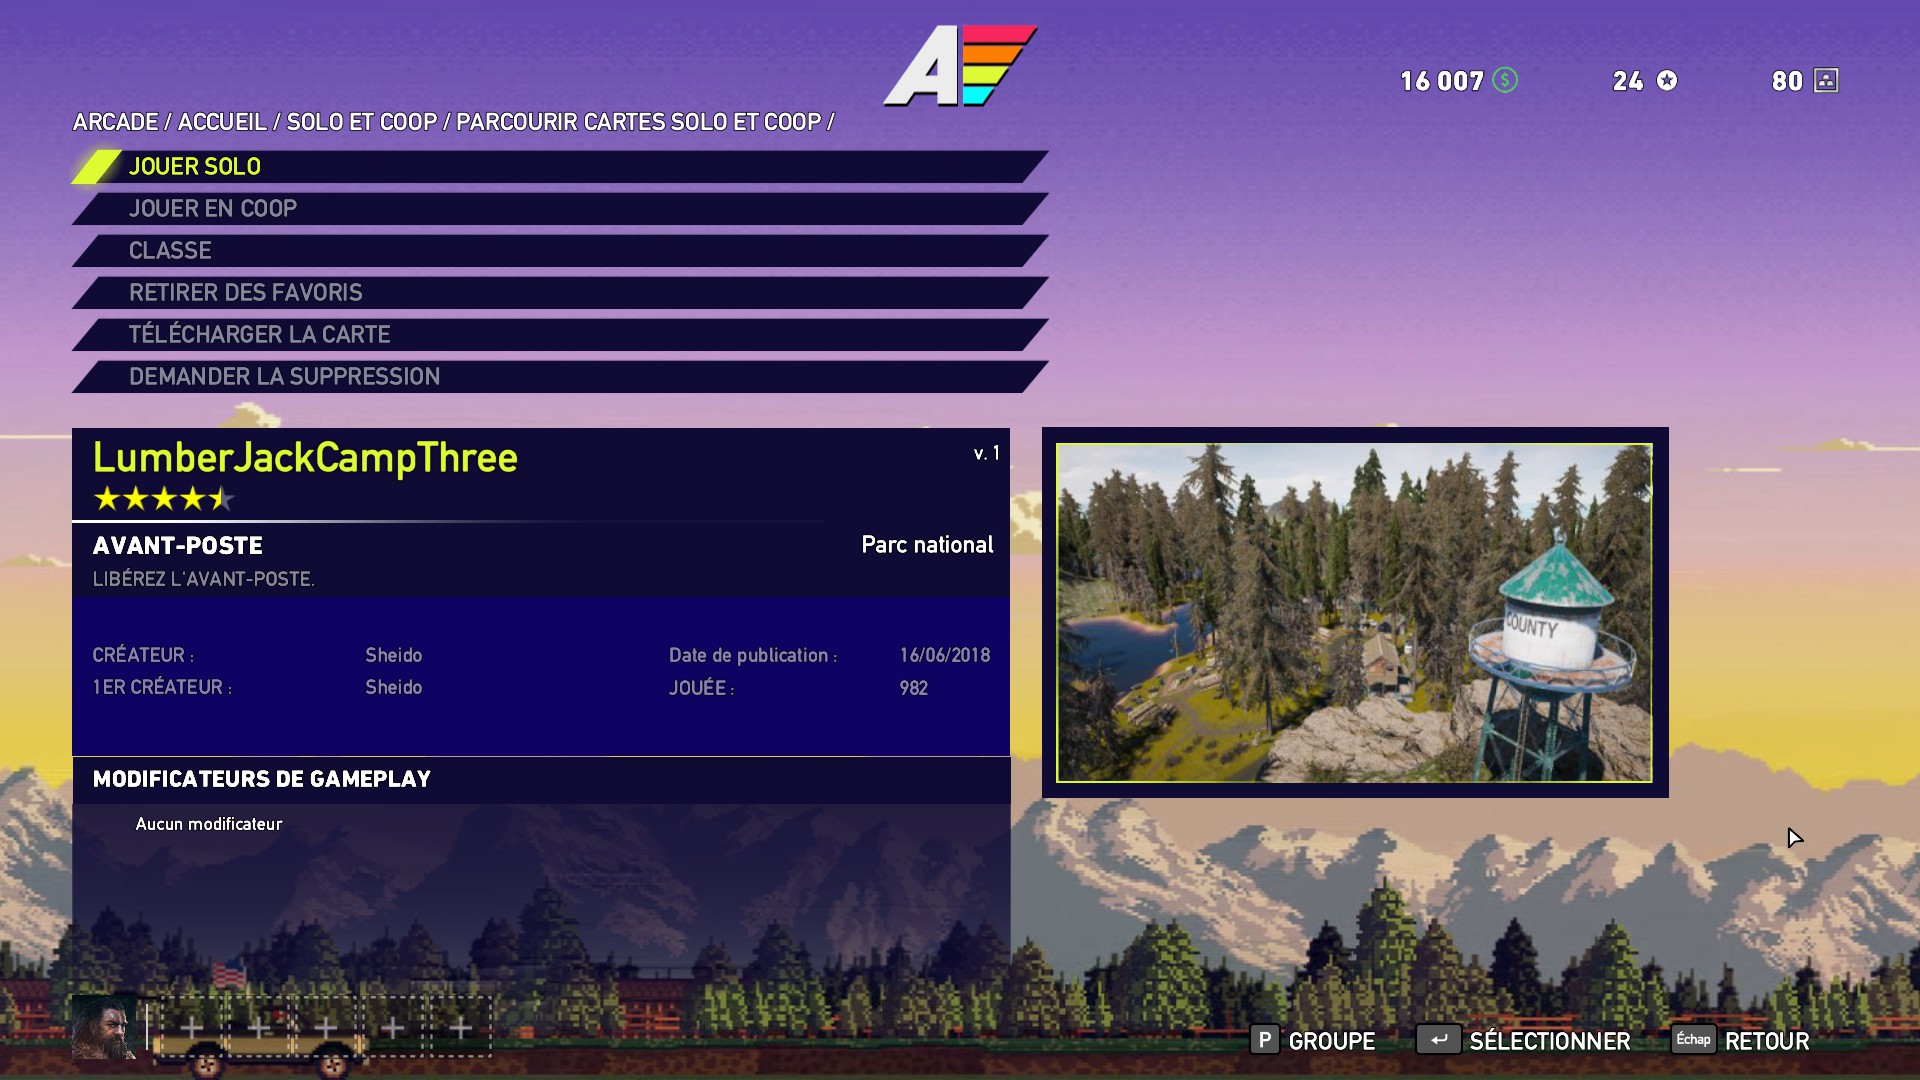 16 007
24
80
ARCADE / ACCUEIL / SOLO ET COOP / PARCOURIR CARTES SOLO ET COOP /
JOUER SOLO
JOUER EN COOP
CLASSE
RETIRER DES FAVORIS
TÉLÉCHARGER LA CARTE
DEMANDER LA SUPPRESSION
LumberJackCampThree
v. 1
AVANT-POSTE
Parc national
LIBÉREZ L'AVANT-POSTE.
CRÉATEUR : Sheido
Date de publication : 16/06/2018
1ER CRÉATEUR : Sheido
JOUÉE : 982
MODIFICATEURS DE GAMEPLAY
Aucun modificateur
COUNTY
P GROUPE
SÉLECTIONNER
Échap RETOUR